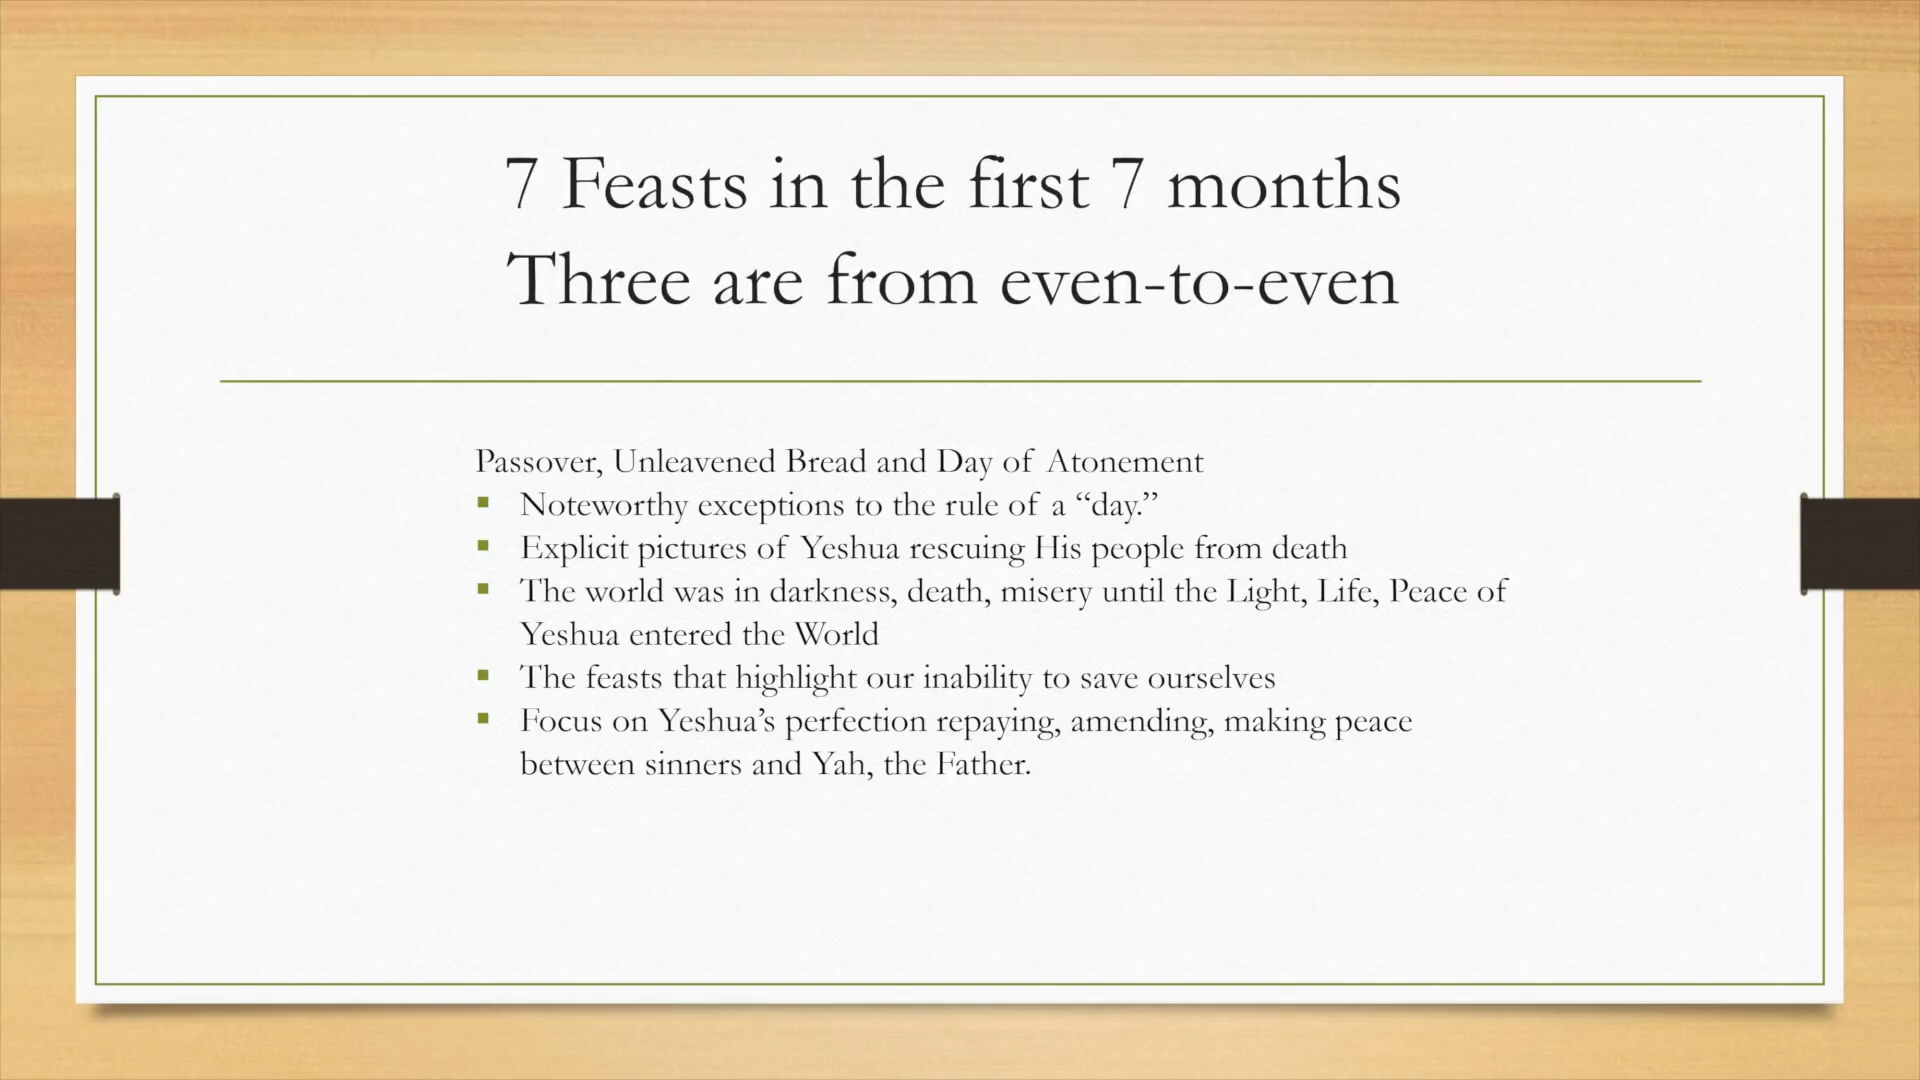 7 Feasts in the first 7 months
Three are from even-to-even
Passover, Unleavened Bread and Day of Atonement
▪ Noteworthy exceptions to the rule of a “day.”
▪ Explicit pictures of Yeshua rescuing His people from death
▪ The world was in darkness, death, misery until the Light, Life, Peace of
Yeshua entered the World
▪ The feasts that highlight our inability to save ourselves
▪ Focus on Yeshua’s perfection repaying, amending, making peace
between sinners and Yah, the Father.